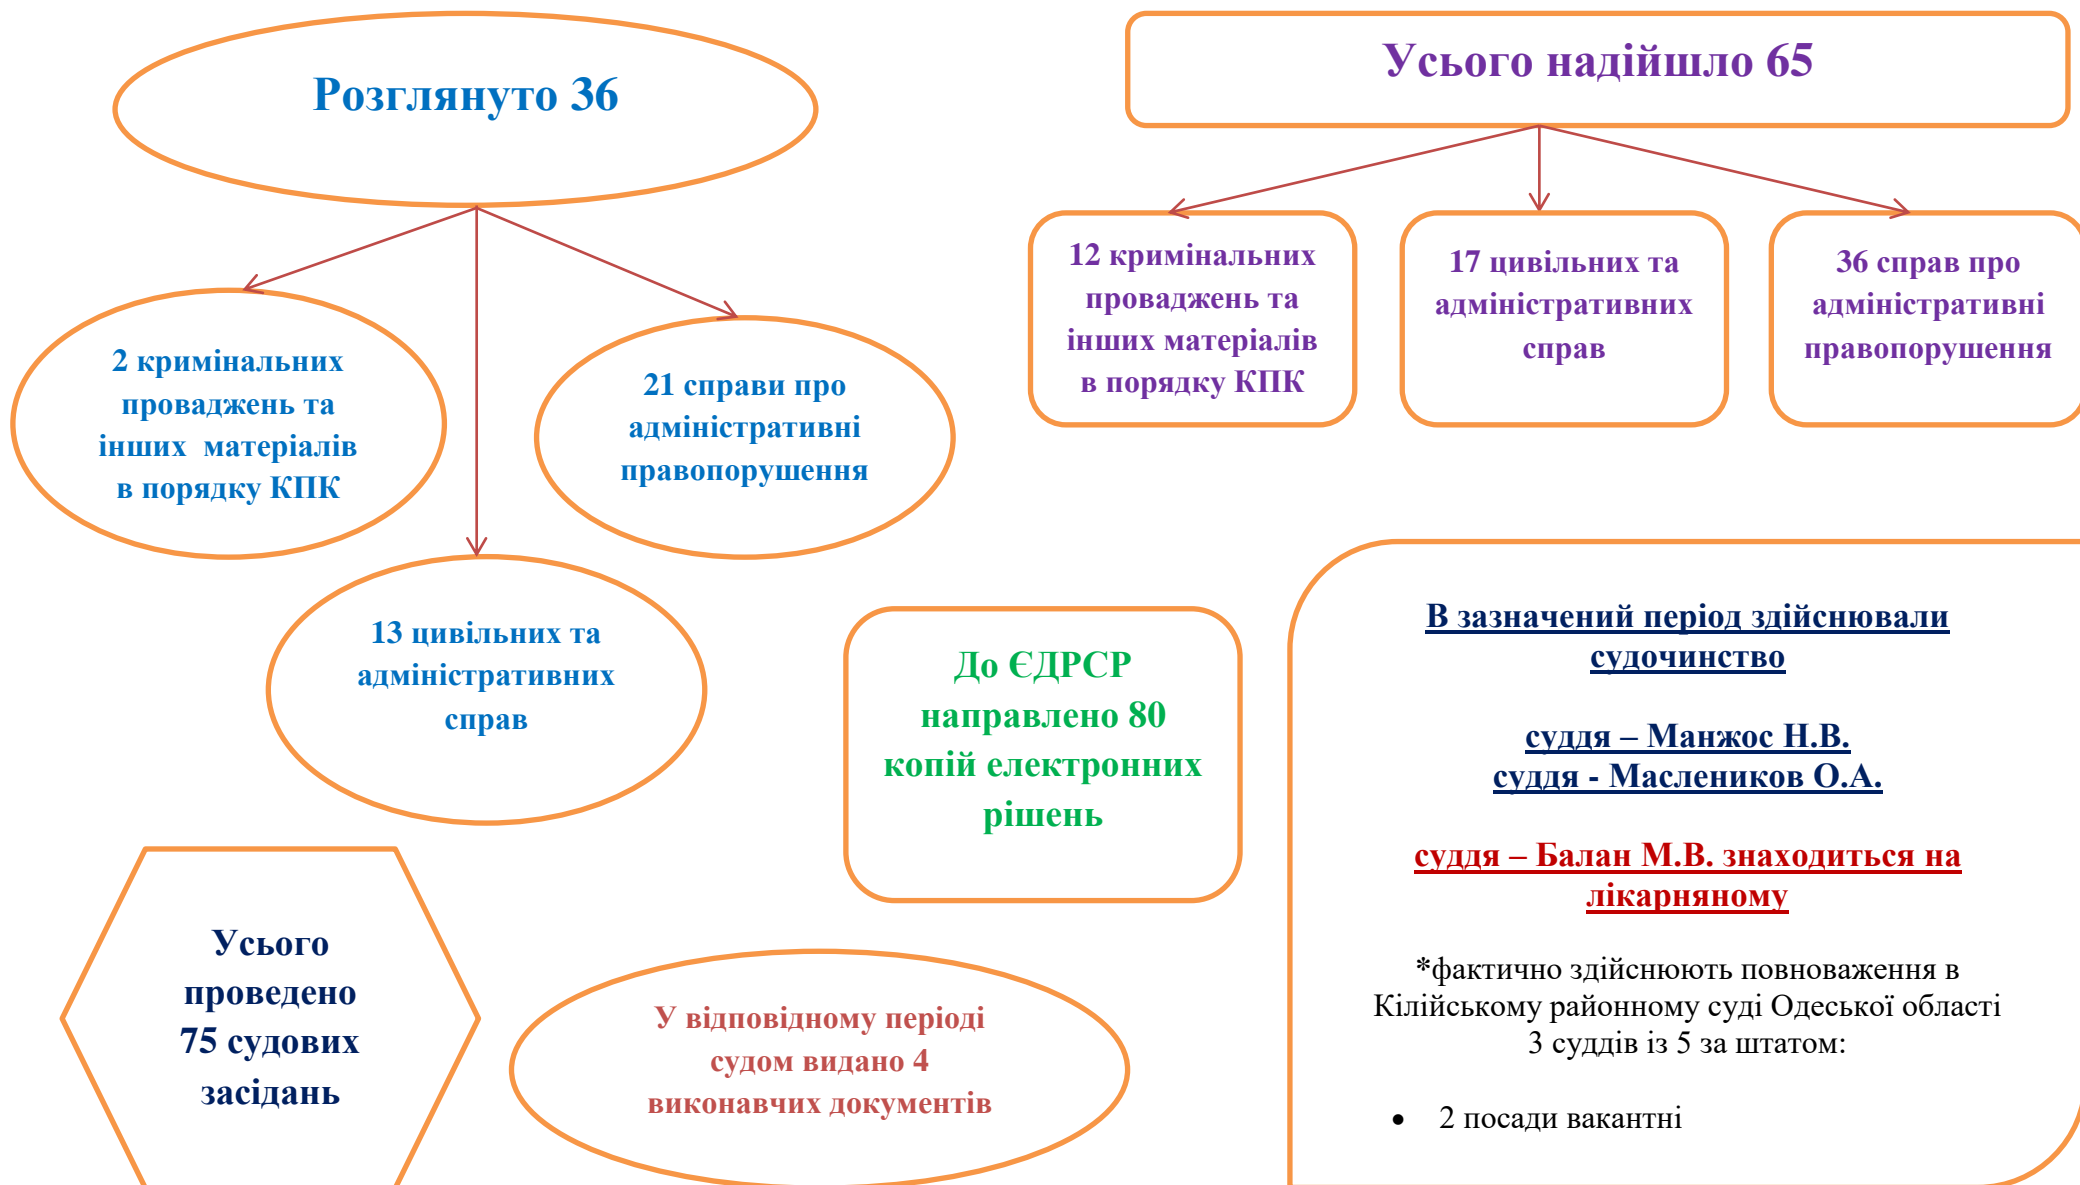 Розглянуто 36
2 кримінальних
проваджень та
інших  матеріалів
в порядку КПК
21 справи про
адміністративні
правопорушення
13 цивільних та
адміністративних
справ
Усього надійшло 65
12 кримінальних
проваджень та
інших матеріалів
в порядку КПК
17 цивільних та
адміністративних
справ
36 справ про
адміністративні
правопорушення
До ЄДРСР
направлено 80
копій електронних
рішень
В зазначений період здійснювали
судочинство
суддя – Манжос Н.В.
суддя - Маслеников О.А.
суддя – Балан М.В. знаходиться на
лікарняному
*фактично здійснюють повноваження в
Кілійському районному суді Одеської області
3 суддів із 5 за штатом:
• 2 посади вакантні
Усього
проведено
75 судових
засідань
У відповідному періоді
судом видано 4
виконавчих документів